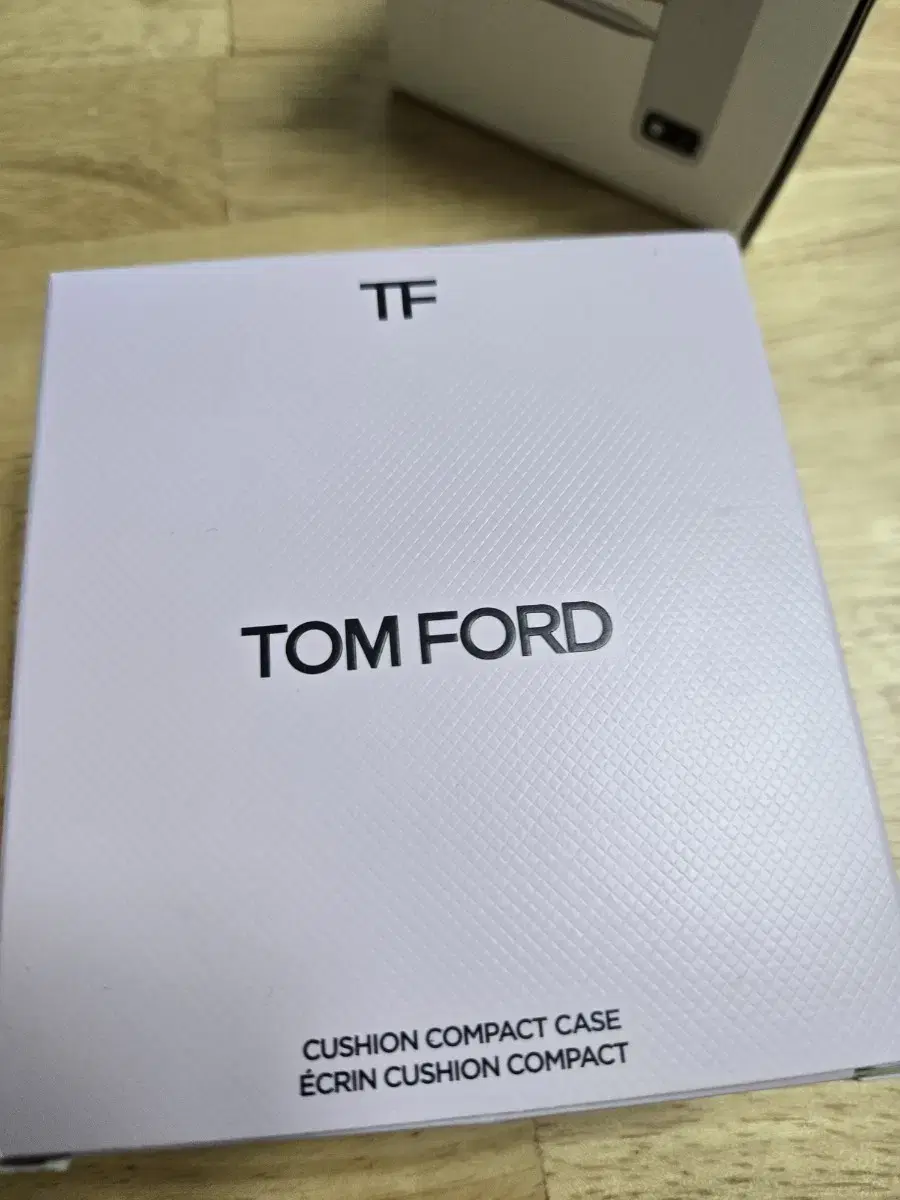 TF
TOM FORD
CUSHION COMPACT CASE
ÉCRIN CUSHION COMPACT